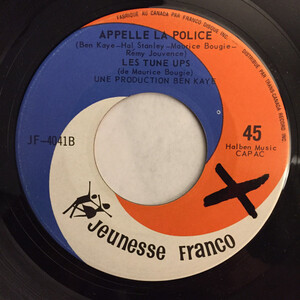 FABRIQUÉ AU CANADA PAR FRANCO DISQUE INC.
APPELLE LA POLICE
(Ben Kaye-Hal Stanley-Maurice Bougie-
Rémy Jouvence)
LES TUNE UPS
(de Maurice Bougie)
UNE PRODUCTION BEN KAYE
JF-4041B
45
Halben Music
CAPAC
Jeunesse Franco